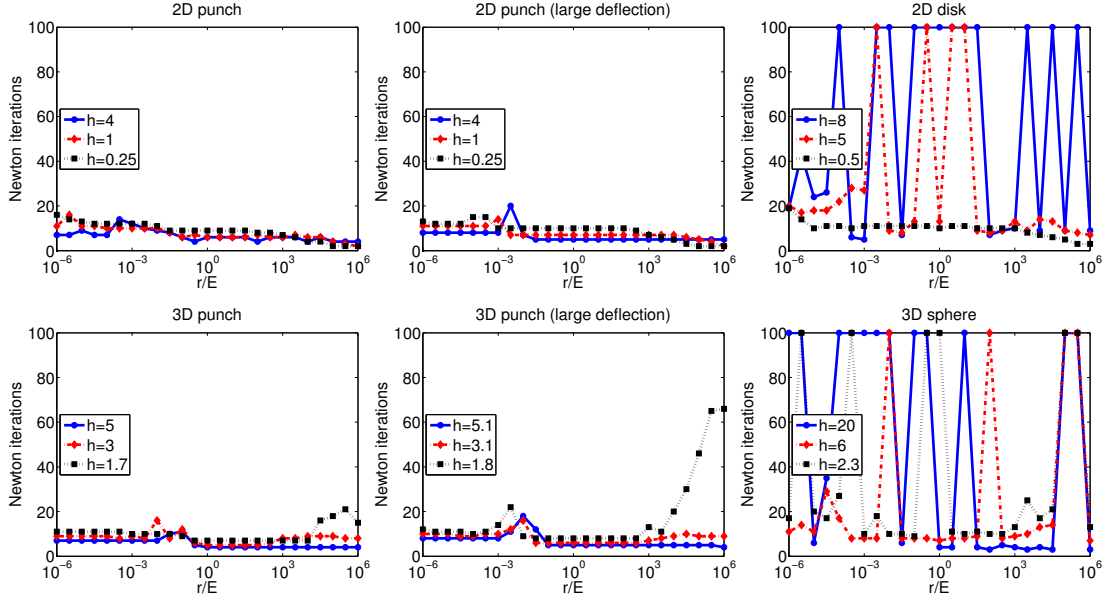 2D punch
Newton iterations
100
80
60
40
20
0
h=4
h=1
h=0.25
10^-6 10^-3 10^0 10^3 10^6
r/E
2D punch (large deflection)
Newton iterations
100
80
60
40
20
0
h=4
h=1
h=0.25
10^-6 10^-3 10^0 10^3 10^6
r/E
2D disk
Newton iterations
100
80
60
40
20
0
h=8
h=5
h=0.5
10^-6 10^-3 10^0 10^3 10^6
r/E
3D punch
Newton iterations
100
80
60
40
20
0
h=5
h=3
h=1.7
10^-6 10^-3 10^0 10^3 10^6
r/E
3D punch (large deflection)
Newton iterations
100
80
60
40
20
0
h=5.1
h=3.1
h=1.8
10^-6 10^-3 10^0 10^3 10^6
r/E
3D sphere
Newton iterations
100
80
60
40
20
0
h=20
h=6
h=2.3
10^-6 10^-3 10^0 10^3 10^6
r/E